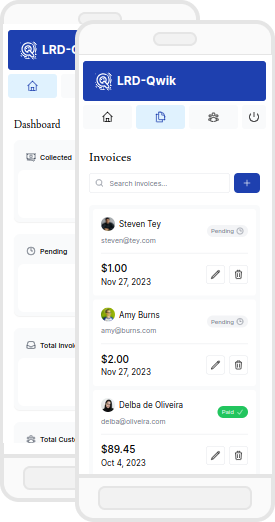 LRD-Q
Dashboard
Collected
Pending
Total Invoi
Total Custo
LRD-Qwik
Invoices
Search invoices...
Steven Tey
Pending
steven@tey.com
$1.00
Nov 27, 2023
Amy Burns
Pending
amy@burns.com
$2.00
Nov 27, 2023
Delba de Oliveira
Paid
delba@oliveira.com
$89.45
Oct 4, 2023